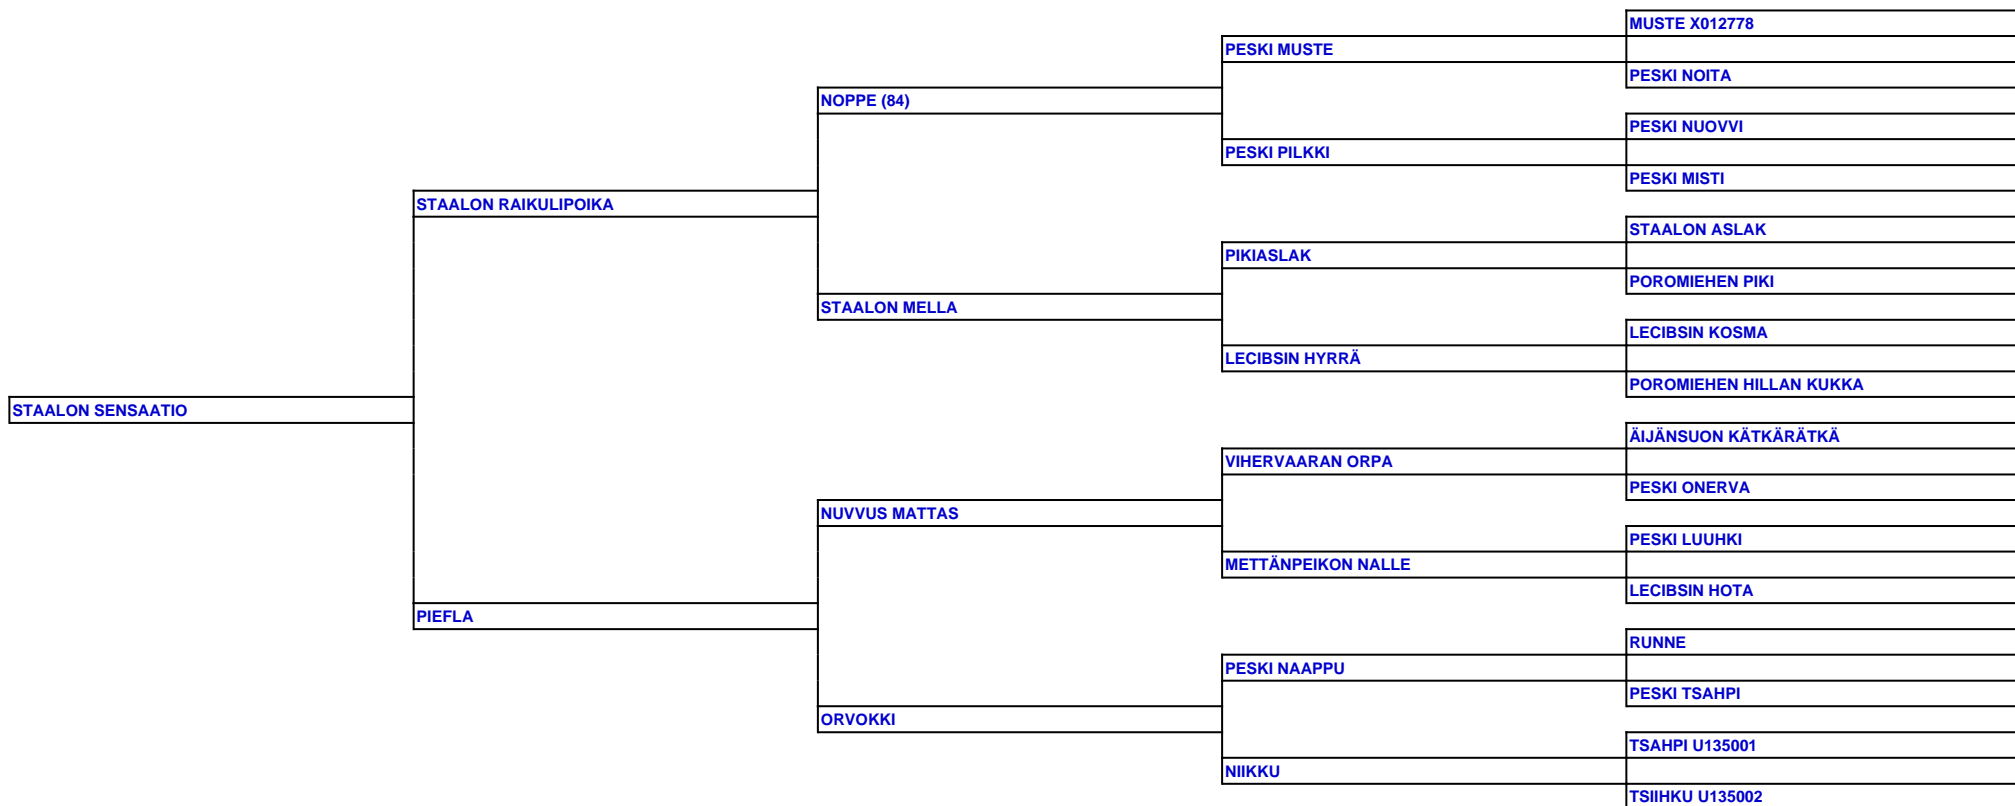 MUSTE X012778
PESKI MUSTE
PESKI NOITA
NOPPE (84)
PESKI NUOVVI
PESKI PILKKI
PESKI MISTI
STAALON RAIKULIPOIKA
STAALON ASLAK
PIKIASLAK
POROMIEHEN PIKI
STAALON MELLA
LECIBSIN KOSMA
LECIBSIN HYRRÄ
POROMIEHEN HILLAN KUKKA
STAALON SENSAATIO
ÄIJÄNSUON KÄTKÄRÄTKÄ
VIHERVAARAN ORPA
PESKI ONERVA
NUVVUS MATTAS
PESKI LUUHKI
METTÄNPEIKON NALLE
LECIBSIN HOTA
PIEFLA
RUNNE
PESKI NAAPPU
PESKI TSAHPI
ORVOKKI
TSAHPI U135001
NIIKKU
TSIIHKU U135002